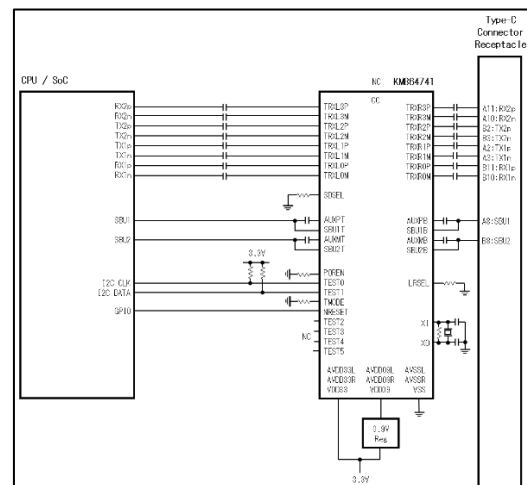 Type-C
Connector
Receptacle
CPU / SoC
NC KMB64741
CC
RX2p TRXL3P TRXR3P A11:RX2p
RX2n TRXL3M TRXR3M A10:RX2n
TX2p TRXL2P TRXR2P B2:TX2p
TX2n TRXL2M TRXR2M B3:TX2n
TX1p TRXL1P TRXR1P A2:TX1p
TX1n TRXL1M TRXR1M A3:TX1n
RX1p TRXL0P TRXR0P B11:RX1p
RX1n TRXL0M TRXR0M B10:RX1n
SDSEL
SBU1 AUXPT AUXPB A8:SBU1
SBU1T SBU1B
SBU2 AUXMT AUXMB B8:SBU2
SBU2T SBU2B
3.3V
POREN
I2C CLK TEST0 LRSEL
I2C DATA TEST1
TMODE
GPIO NRESET
TEST2 XI
TEST3
NC TEST4 XO
TEST5
AVDD33L AVDD09L AVSSL
AVDD33R AVDD09R AVSSR
VDD33 VDD09 VSS
0.9V
Reg
3.3V